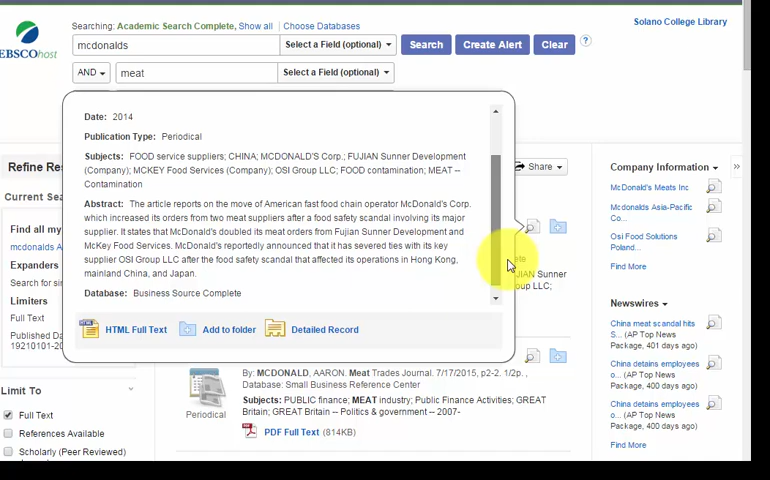 Searching: Academic Search Complete, Show all | Choose Databases
Solano College Library
EBSCOhost
mcdonalds Select a Field (optional) Search Create Alert Clear ?
AND meat Select a Field (optional)
Date: 2014
Publication Type: Periodical
Subjects: FOOD service suppliers; CHINA; MCDONALD'S Corp.; FUJIAN Sunner Development
(Company); MCKEY Food Services (Company); OSI Group LLC; FOOD contamination; MEAT --
Contamination
Abstract: The article reports on the move of American fast food chain operator McDonald's Corp.
which increased its orders from two meat suppliers after a food safety scandal involving its major
supplier. It states that McDonald's doubled its meat orders from Fujian Sunner Development and
McKey Food Services. McDonald's reportedly announced that it has severed ties with its key
supplier OSI Group LLC after the food safety scandal that affected its operations in Hong Kong,
mainland China, and Japan.
Database: Business Source Complete
HTML Full Text Add to folder Detailed Record
Refine Res
Current Sear
Find all my
mcdonalds A
Expanders
Search for sim
Limiters
Full Text
Published Da
19210101-20
Limit To
Full Text
References Available
Scholarly (Peer Reviewed)
Share
ete
JJIAN Sunner
oup LLC;
Periodical
By: MCDONALD, AARON. Meat Trades Journal. 7/17/2015, p2-2. 1/2p. ,
Database: Small Business Reference Center
Subjects: PUBLIC finance; MEAT industry; Public Finance Activities; GREAT
Britain; GREAT Britain -- Politics & government -- 2007-
PDF Full Text (814KB)
Company Information »
McDonald's Meats Inc
McDonalds Asia-Pacific
Co...
Osi Food Solutions
Poland...
Find More
Newswires
China meat scandal hits
S... (AP Top News
Package, 401 days ago)
China detains employees
o... (AP Top News
Package, 400 days ago)
China detains employees
o... (AP Top News
Package, 400 days ago)
Find More